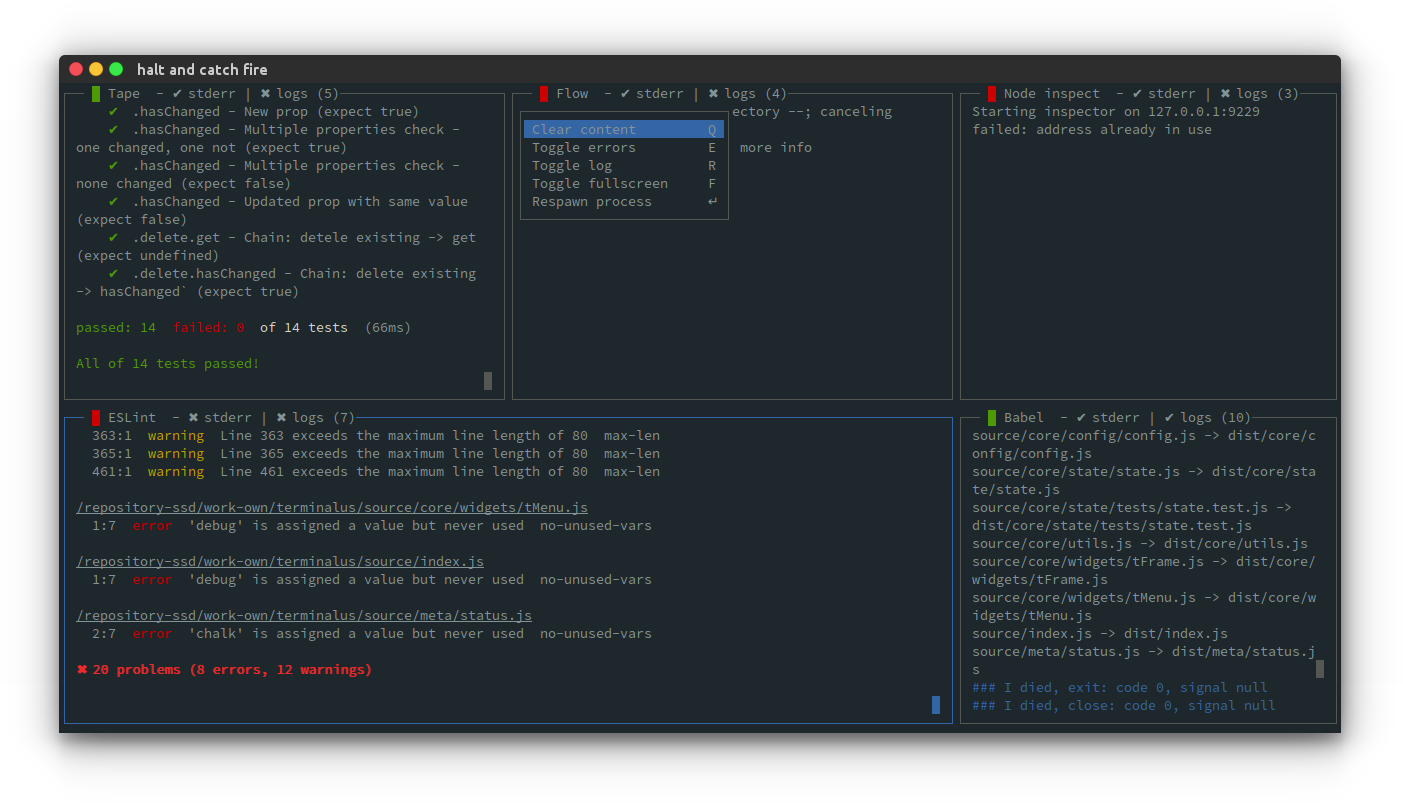 halt and catch fire
Tape - ✔ stderr | ✖ logs (5)
✔ .hasChanged - New prop (expect true)
✔ .hasChanged - Multiple properties check -
one changed, one not (expect true)
✔ .hasChanged - Multiple properties check -
none changed (expect false)
✔ .hasChanged - Updated prop with same value
(expect false)
✔ .delete.get - Chain: detele existing -> get
(expect undefined)
✔ .delete.hasChanged - Chain: delete existing
-> hasChanged` (expect true)
passed: 14 failed: 0 of 14 tests (66ms)
All of 14 tests passed!
Flow - ✔ stderr | ✖ logs (4)
ectory --; canceling
more info
Clear content Q
Toggle errors E
Toggle log R
Toggle fullscreen F
Respawn process ↵
Node inspect - ✔ stderr | ✖ logs (3)
Starting inspector on 127.0.0.1:9229
failed: address already in use
ESLint - ✖ stderr | ✖ logs (7)
363:1 warning Line 363 exceeds the maximum line length of 80 max-len
365:1 warning Line 365 exceeds the maximum line length of 80 max-len
461:1 warning Line 461 exceeds the maximum line length of 80 max-len
/repository-ssd/work-own/terminalus/source/core/widgets/tMenu.js
1:7 error 'debug' is assigned a value but never used no-unused-vars
/repository-ssd/work-own/terminalus/source/index.js
1:7 error 'debug' is assigned a value but never used no-unused-vars
/repository-ssd/work-own/terminalus/source/meta/status.js
2:7 error 'chalk' is assigned a value but never used no-unused-vars
✖ 20 problems (8 errors, 12 warnings)
Babel - ✔ stderr | ✔ logs (10)
source/core/config/config.js -> dist/core/c
onfig/config.js
source/core/state/state.js -> dist/core/sta
te/state.js
source/core/state/tests/state.test.js ->
dist/core/state/tests/state.test.js
source/core/utils.js -> dist/core/utils.js
source/core/widgets/tFrame.js -> dist/core/
widgets/tFrame.js
source/core/widgets/tMenu.js -> dist/core/w
idgets/tMenu.js
source/index.js -> dist/index.js
source/meta/status.js -> dist/meta/status.j
s
### I died, exit: code 0, signal null
### I died, close: code 0, signal null